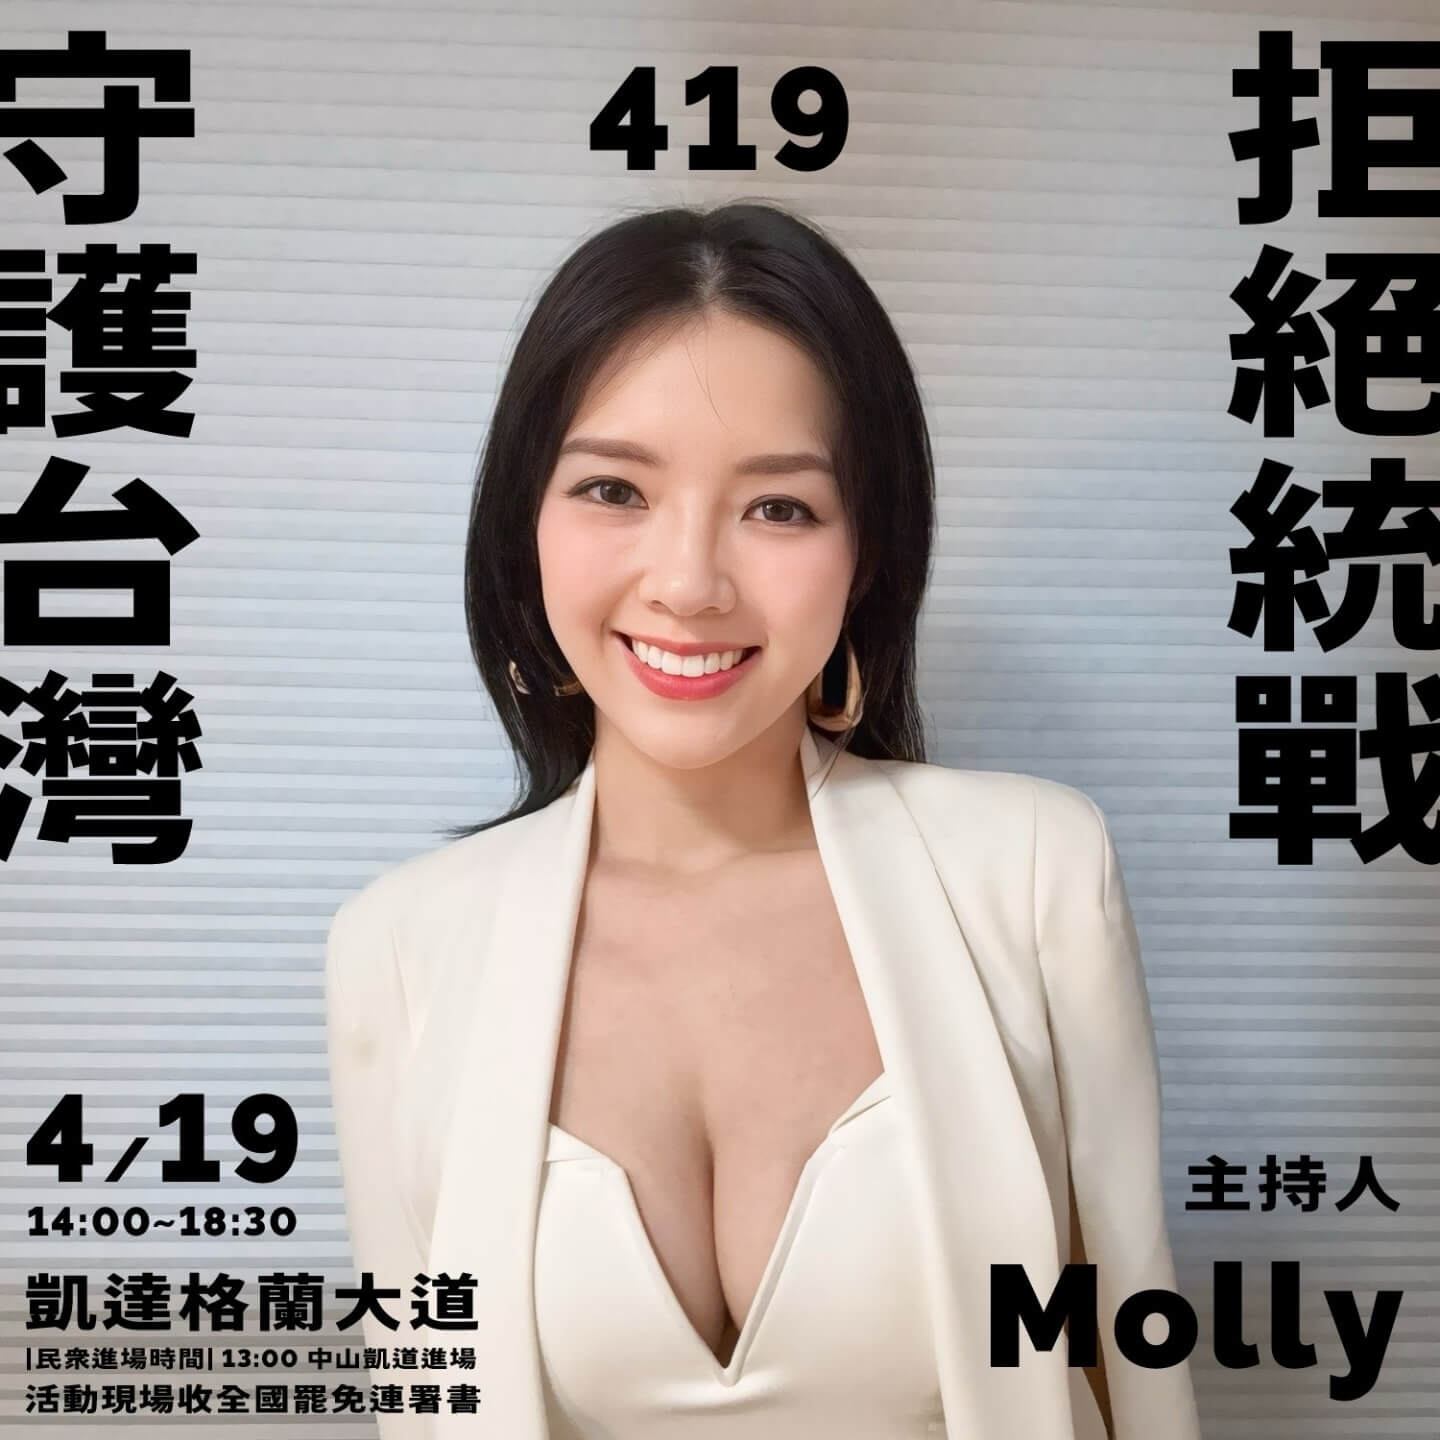 419
拒絕統戰
守護台灣
4/19
14:00~18:30
凱達格蘭大道
|民衆進場時間| 13:00 中山凱道進場
活動現場收全國罷免連署書
主持人
Molly